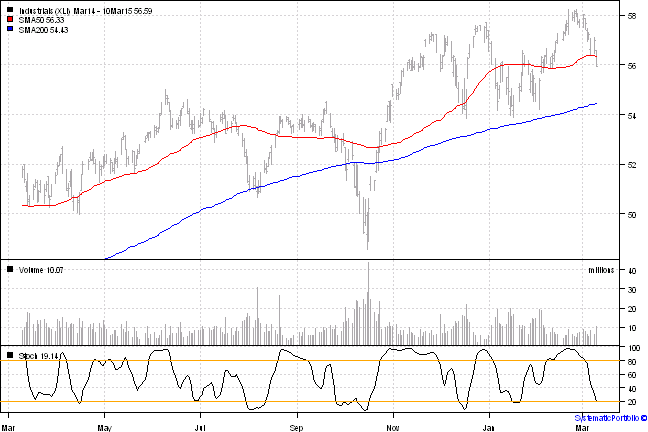 Industrials (XLI) Mar14 - 10Mar15 56.59
SMA50 56.33
SMA200 54.43
58
56
54
52
50
Volume 10.07
millions
40
30
20
10
Stoch 19.14
100
80
60
40
20
SystematicPortfolio ©
Mar May Jul Sep Nov Jan Mar